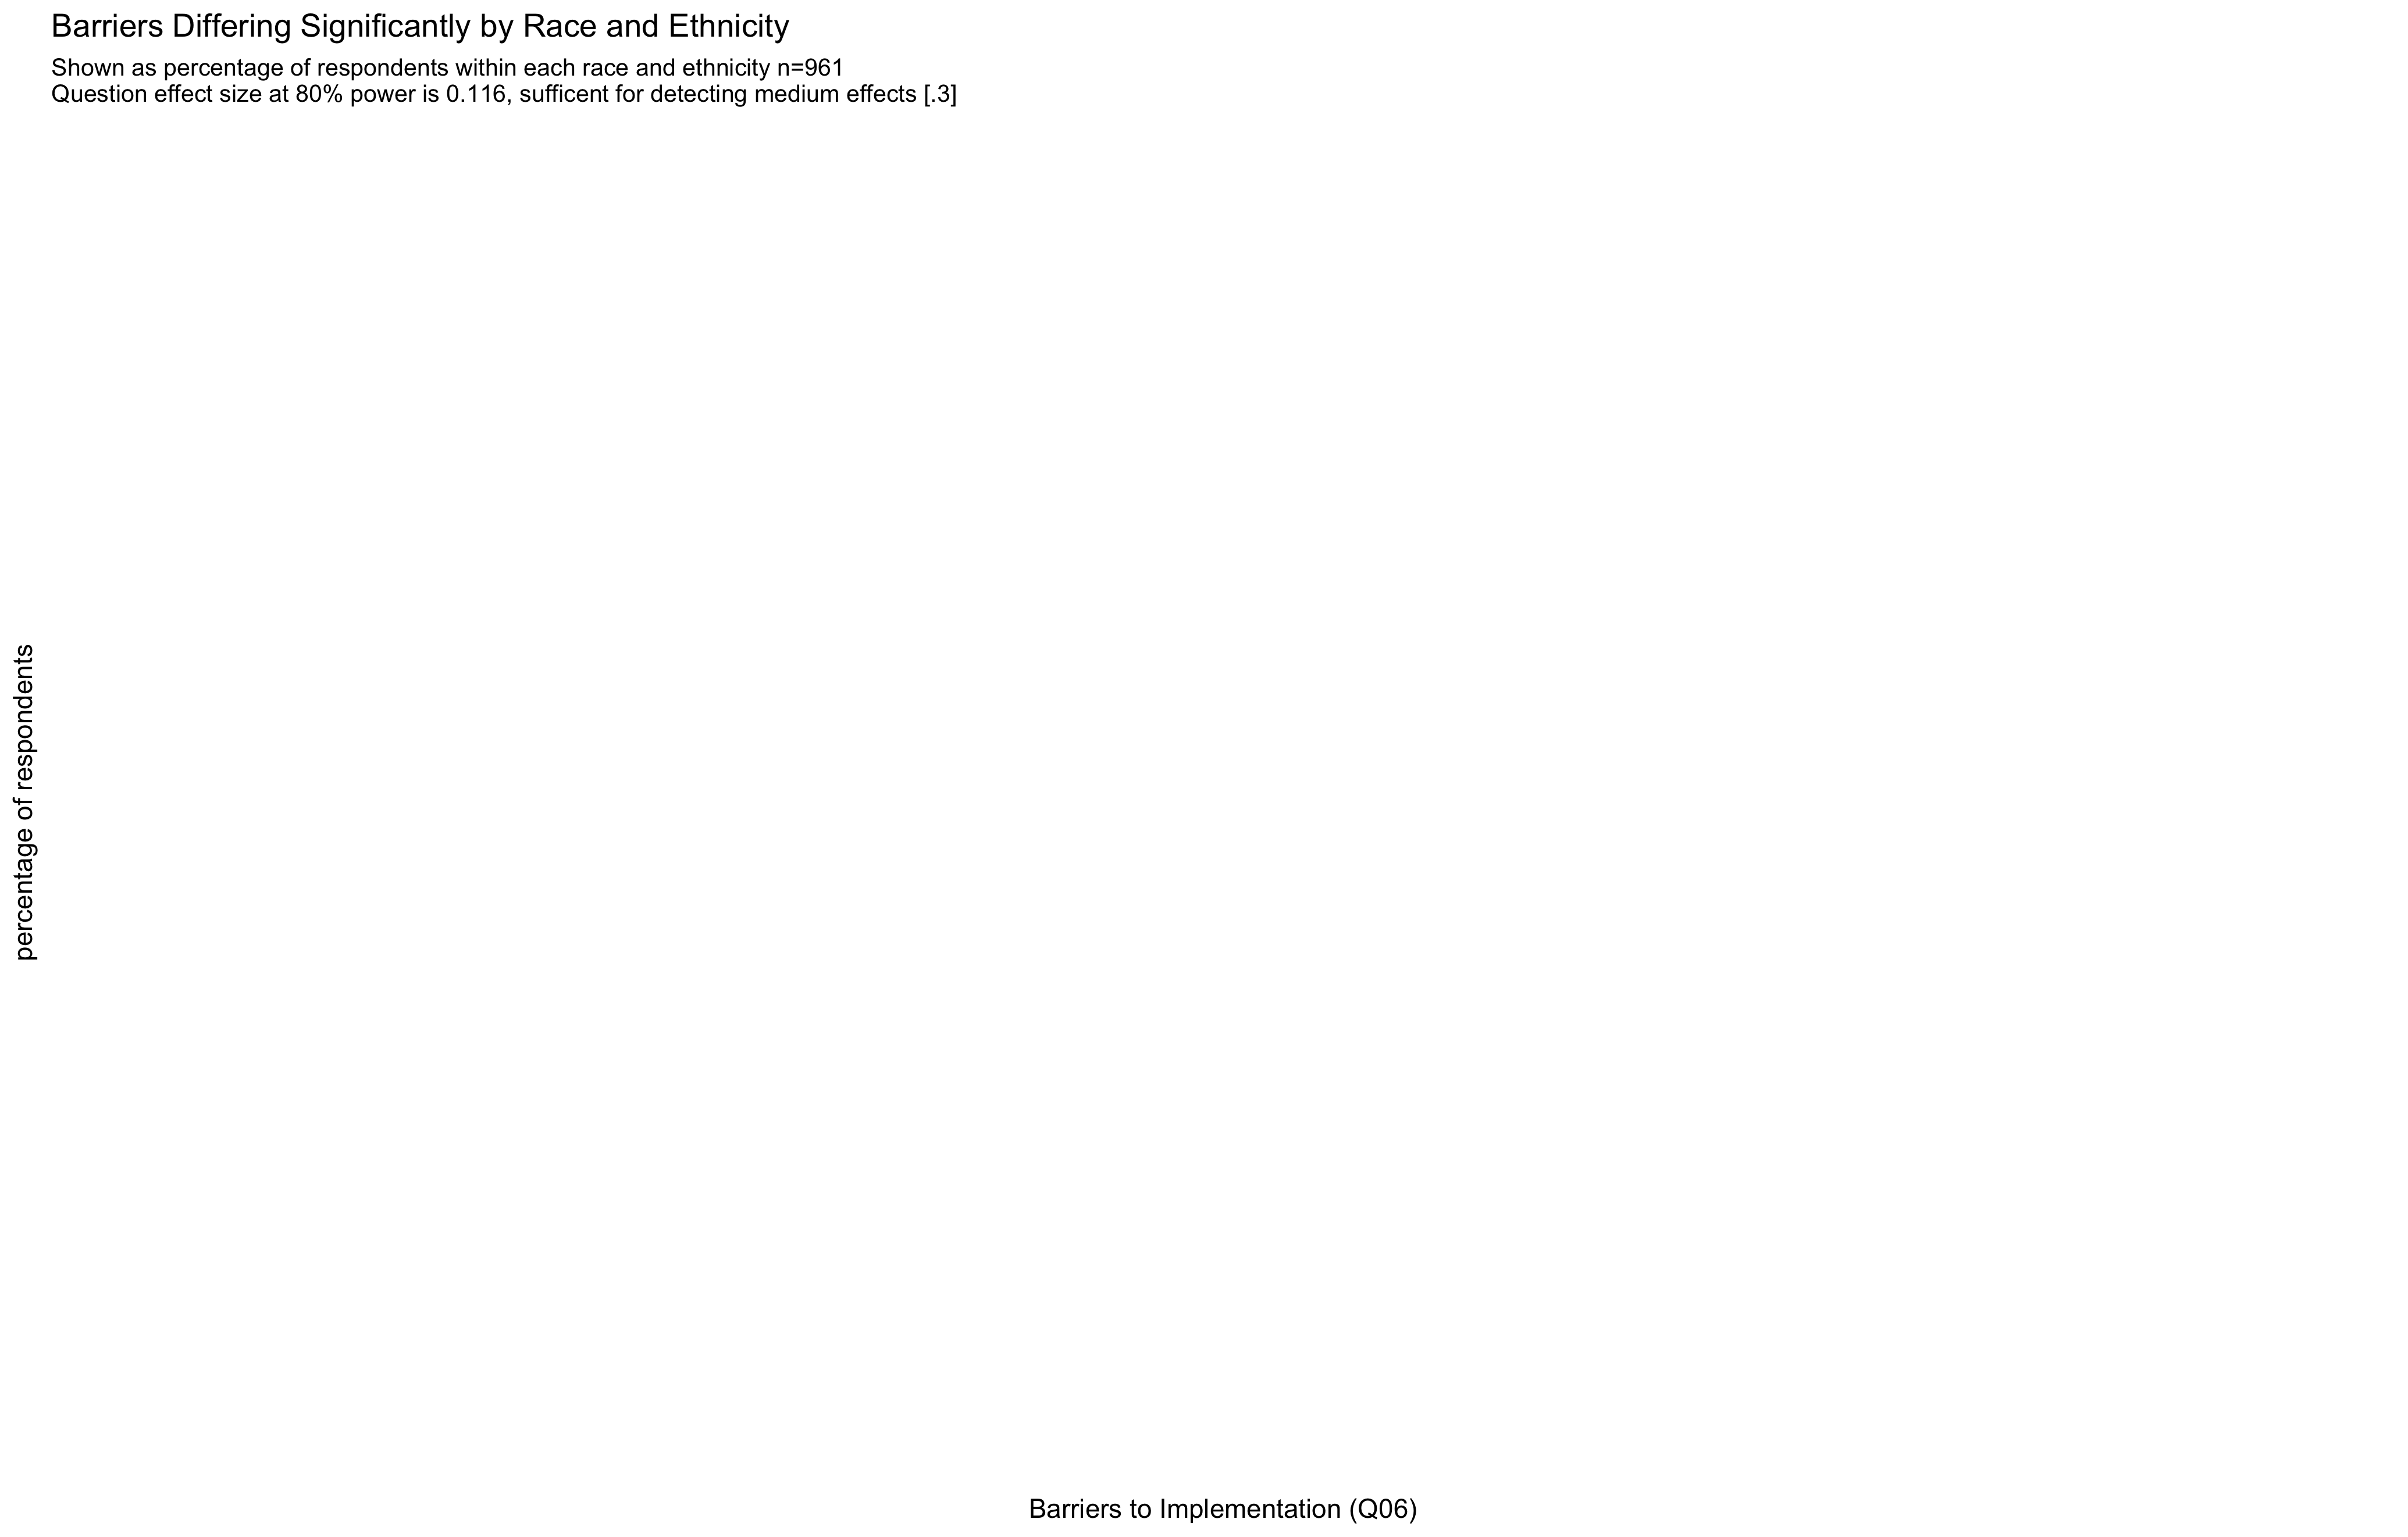 Barriers Differing Significantly by Race and Ethnicity
Shown as percentage of respondents within each race and ethnicity n=961
Question effect size at 80% power is 0.116, sufficent for detecting medium effects [.3]
percentage of respondents
Barriers to Implementation (Q06)